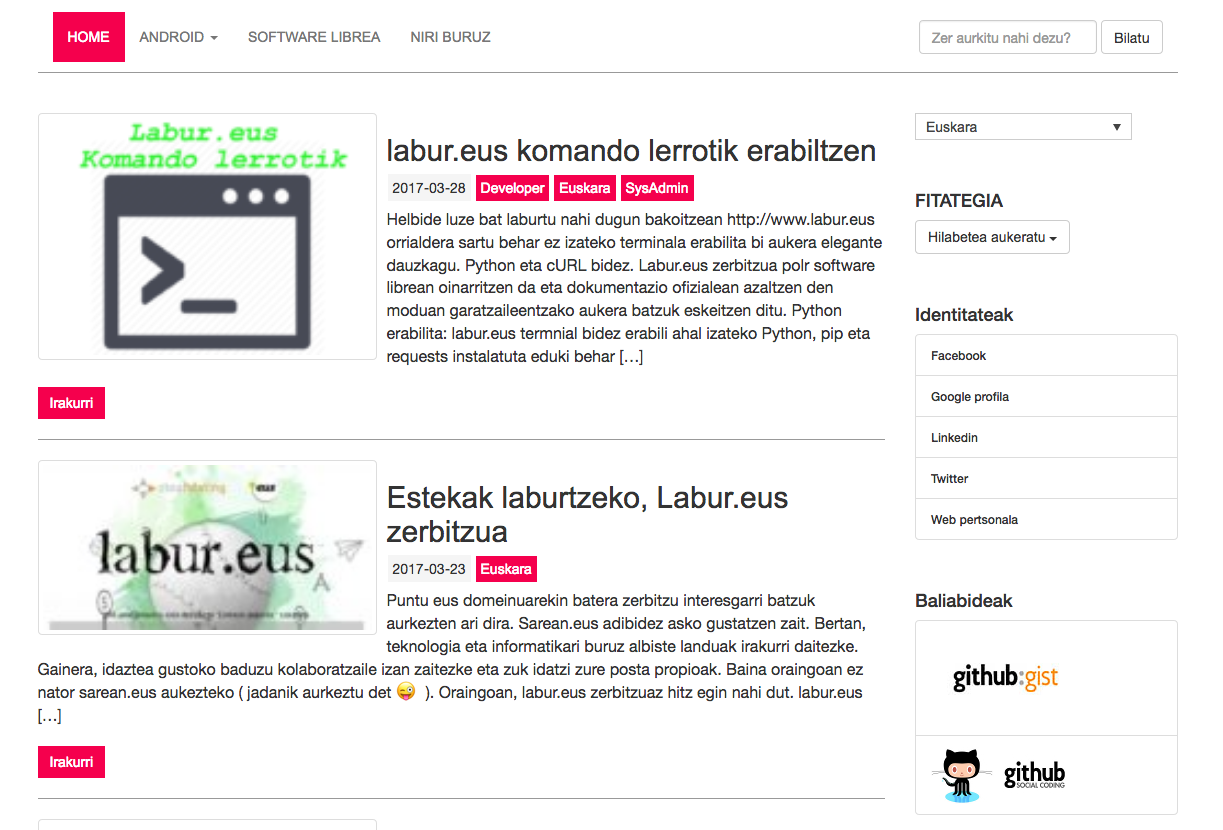 HOME
ANDROID
SOFTWARE LIBREA
NIRI BURUZ
Zer aurkitu nahi dezu?
Bilatu
Labur.eus
Komando lerrotik
labur.eus komando lerrotik erabiltzen
2017-03-28 Developer Euskara SysAdmin
Helbide luze bat laburtu nahi dugun bakoitzean http://www.labur.eus
orrialdera sartu behar ez izateko terminala erabilita bi aukera elegante
dauzkagu. Python eta cURL bidez. Labur.eus zerbitzua polr software
librean oinarritzen da eta dokumentazio ofizialean azaltzen den
moduan garatzaileentzako aukera batzuk eskeitzen ditu. Python
erabilita: labur.eus termnial bidez erabili ahal izateko Python, pip eta
requests instalatuta eduki behar […]
Irakurri
labur.eus
Estekak laburtzeko, Labur.eus
zerbitzua
2017-03-23 Euskara
Puntu eus domeinuarekin batera zerbitzu interesgarri batzuk
aurkezten ari dira. Sarean.eus adibidez asko gustatzen zait. Bertan,
teknologia eta informatikari buruz albiste landuak irakurri daitezke.
Gainera, idaztea gustoko baduzu kolaboratzaile izan zaitezke eta zuk idatzi zure posta propioak. Baina oraingoan ez
nator sarean.eus aukezteko ( jadanik aurkeztu det 😜 ). Oraingoan, labur.eus zerbitzuaz hitz egin nahi dut. labur.eus
[…]
Irakurri
Euskara
FITATEGIA
Hilabetea aukeratu
Identitateak
Facebook
Google profila
Linkedin
Twitter
Web pertsonala
Baliabideak
github:gist
github
SOCIAL CODING